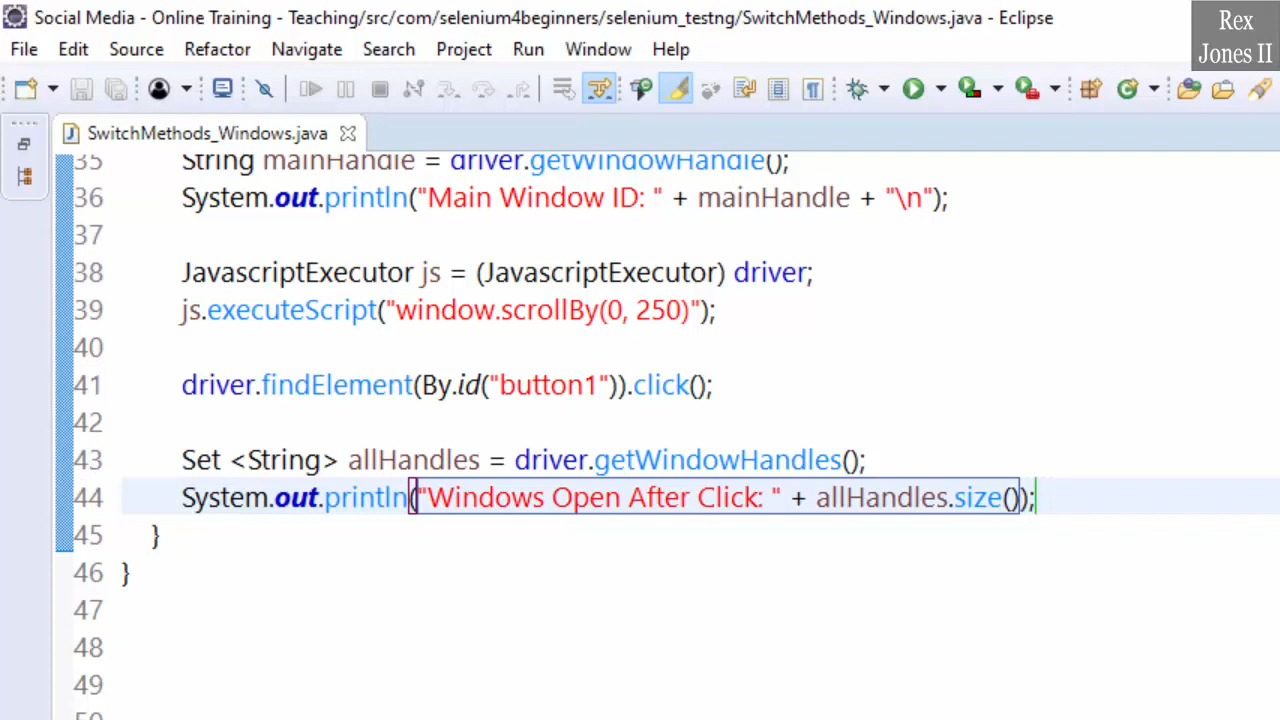 Social Media - Online Training - Teaching/src/com/selenium4beginners/selenium_testng/SwitchMethods_Windows.java - Eclipse
Rex
Jones II
File Edit Source Refactor Navigate Search Project Run Window Help
SwitchMethods_Windows.java
35 String mainHandle = driver.getWindowHandle();
36 System.out.println("Main Window ID: " + mainHandle + "\n");
37
38 JavascriptExecutor js = (JavascriptExecutor) driver;
39 js.executeScript("window.scrollBy(0, 250)");
40
41 driver.findElement(By.id("button1")).click();
42
43 Set <String> allHandles = driver.getWindowHandles();
44 System.out.println("Windows Open After Click: " + allHandles.size());
45 }
46 }
47
48
49
50